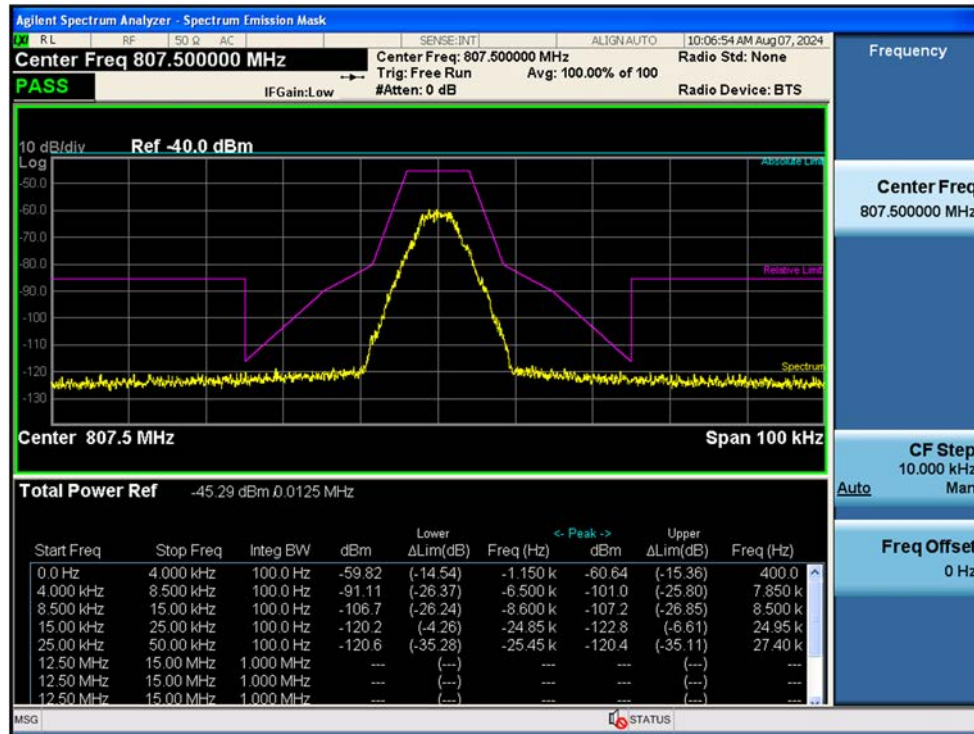 Agilent Spectrum Analyzer - Spectrum Emission Mask
LXI RL RF 50 Ω AC SENSE:INT ALIGNAUTO 10:06:54 AM Aug 07, 2024
Center Freq 807.500000 MHz Center Freq: 807.500000 MHz Radio Std: None
Trig: Free Run Avg: 100.00% of 100
PASS IFGain:Low #Atten: 0 dB Radio Device: BTS
10 dB/div Ref -40.0 dBm
Log
Absolute Limit
-50.0
-60.0
-70.0
-80.0
Relative Limit
-90.0
-100
-110
-120
Spectrum
-130
Center 807.5 MHz Span 100 kHz
Total Power Ref -45.29 dBm / 0.0125 MHz
Lower <- Peak -> Upper
Start Freq Stop Freq Integ BW dBm ΔLim(dB) Freq (Hz) dBm ΔLim(dB) Freq (Hz)
0.0 Hz 4.000 kHz 100.0 Hz -59.82 (-14.54) -1.150 k -60.64 (-15.36) 400.0
4.000 kHz 8.500 kHz 100.0 Hz -91.11 (-26.37) -6.500 k -101.0 (-25.80) 7.850 k
8.500 kHz 15.00 kHz 100.0 Hz -106.7 (-26.24) -8.600 k -107.2 (-26.85) 8.500 k
15.00 kHz 25.00 kHz 100.0 Hz -120.2 (-4.26) -24.85 k -122.8 (-6.61) 24.95 k
25.00 kHz 50.00 kHz 100.0 Hz -120.6 (-35.28) -25.45 k -120.4 (-35.11) 27.40 k
12.50 MHz 15.00 MHz 1.000 MHz --- (---) --- --- (---) ---
12.50 MHz 15.00 MHz 1.000 MHz --- (---) --- --- (---) ---
12.50 MHz 15.00 MHz 1.000 MHz --- (---) --- --- (---) ---
MSG STATUS
Frequency
Center Freq
807.500000 MHz
CF Step
10.000 kHz
Auto Man
Freq Offset
0 Hz